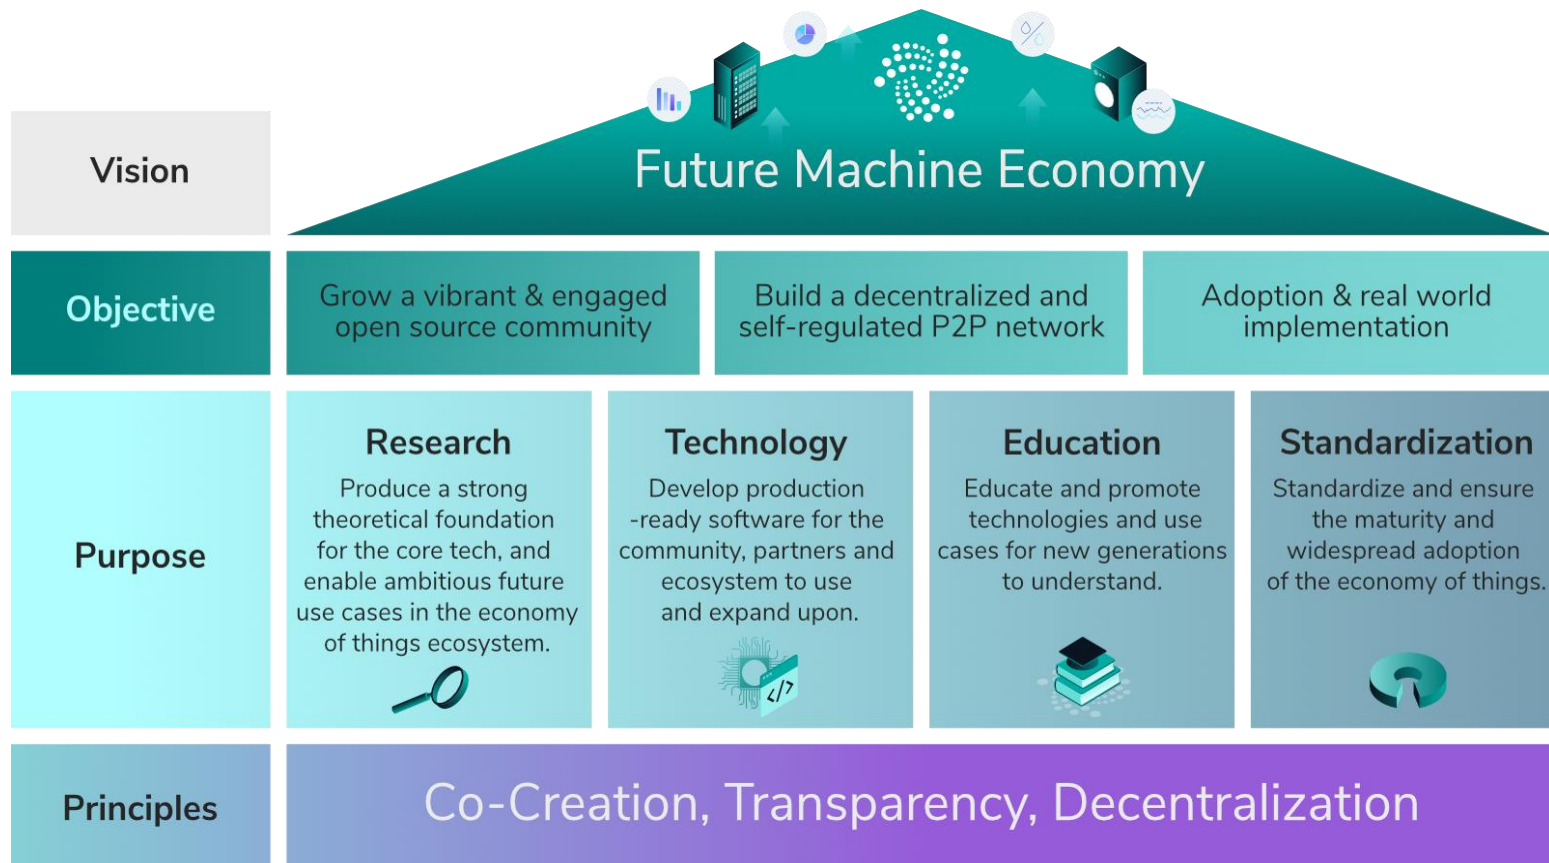 Vision
Future Machine Economy
Objective
Grow a vibrant & engaged
open source community
Build a decentralized and
self-regulated P2P network
Adoption & real world
implementation
Purpose
Research
Produce a strong
theoretical foundation
for the core tech, and
enable ambitious future
use cases in the economy
of things ecosystem.
Technology
Develop production
-ready software for the
community, partners and
ecosystem to use
and expand upon.
</>
Education
Educate and promote
technologies and use
cases for new generations
to understand.
Standardization
Standardize and ensure
the maturity and
widespread adoption
of the economy of things.
Principles
Co-Creation, Transparency, Decentralization